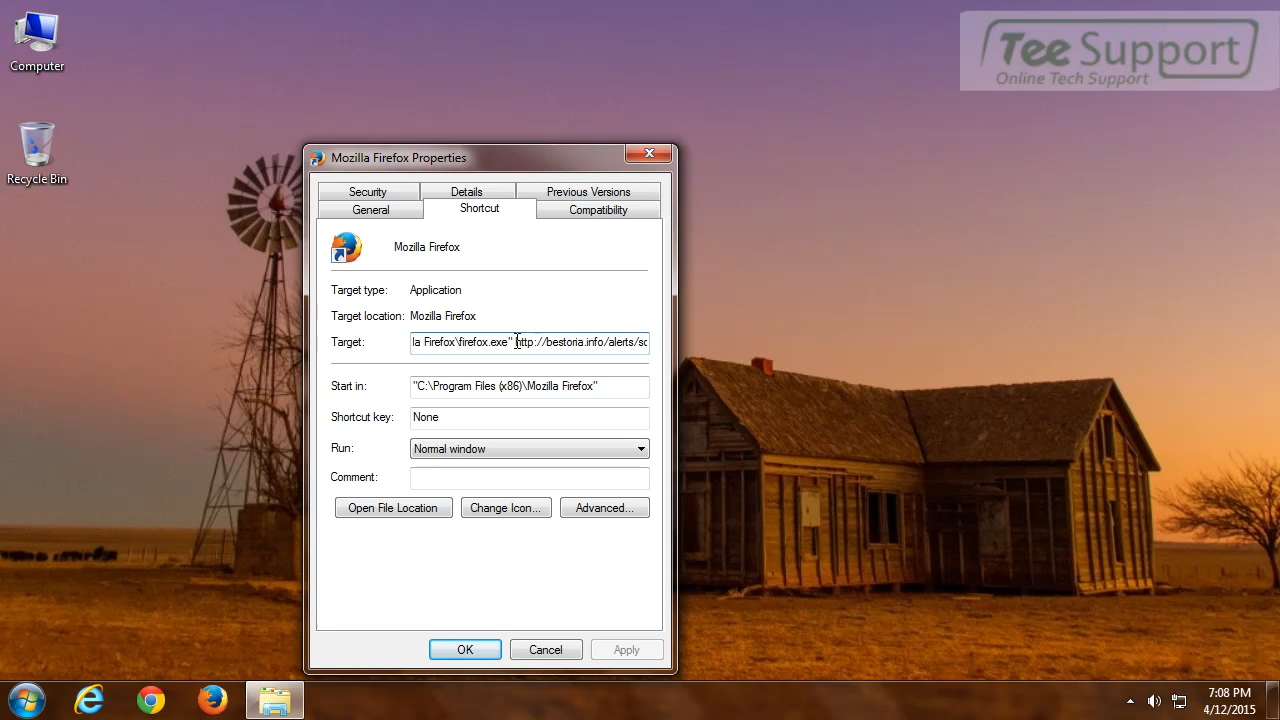 Computer
Recycle Bin
Tee Support
Online Tech Support
Mozilla Firefox Properties
Security
Details
Previous Versions
General
Shortcut
Compatibility
Mozilla Firefox
Target type: Application
Target location: Mozilla Firefox
Target: la Firefox\firefox.exe" http://bestoria.info/alerts/sc
Start in: "C:\Program Files (x86)\Mozilla Firefox"
Shortcut key: None
Run: Normal window
Comment:
Open File Location
Change Icon...
Advanced...
OK
Cancel
Apply
7:08 PM
4/12/2015